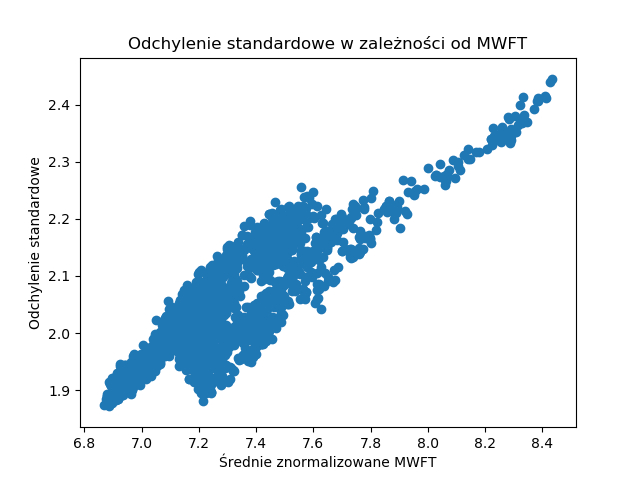 Odchylenie standardowe w zależności od MWFT
Odchylenie standardowe
2.4
2.3
2.2
2.1
2.0
1.9
6.8 7.0 7.2 7.4 7.6 7.8 8.0 8.2 8.4
Średnie znormalizowane MWFT